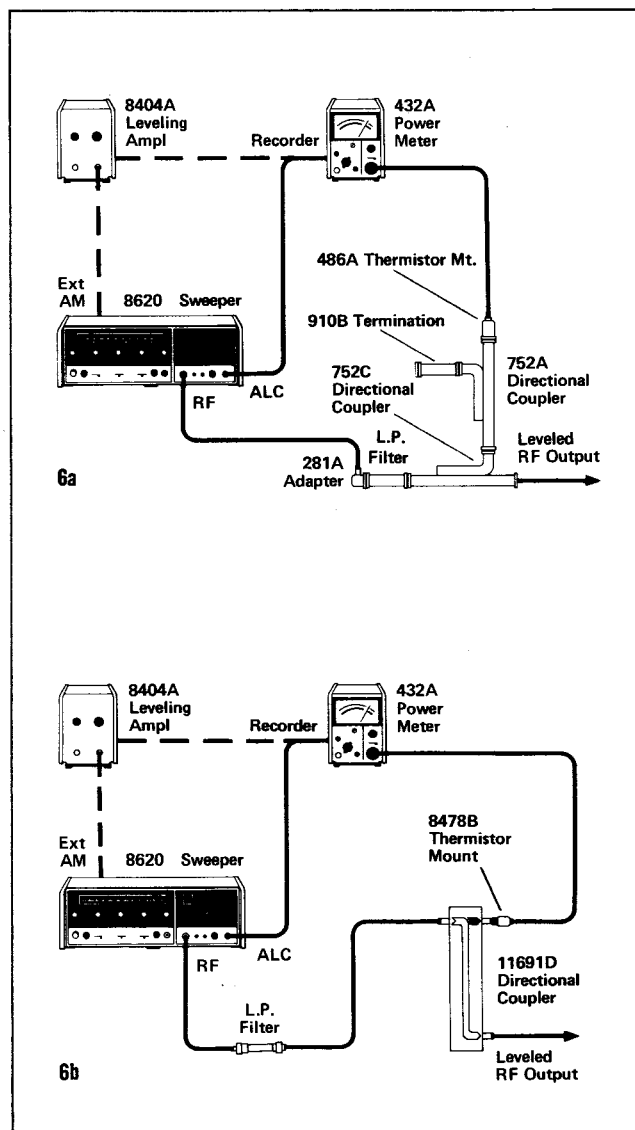 8404A
Leveling
Ampl
Recorder
432A
Power
Meter
486A Thermistor Mt.
Ext
AM
8620 Sweeper
910B Termination
752C
Directional
Coupler
752A
Directional
Coupler
RF
ALC
L.P.
Filter
Leveled
RF Output
281A
Adapter
6a
8404A
Leveling
Ampl
Recorder
432A
Power
Meter
Ext
AM
8620 Sweeper
8478B
Thermistor
Mount
RF
ALC
11691D
Directional
Coupler
L.P.
Filter
Leveled
RF Output
6b